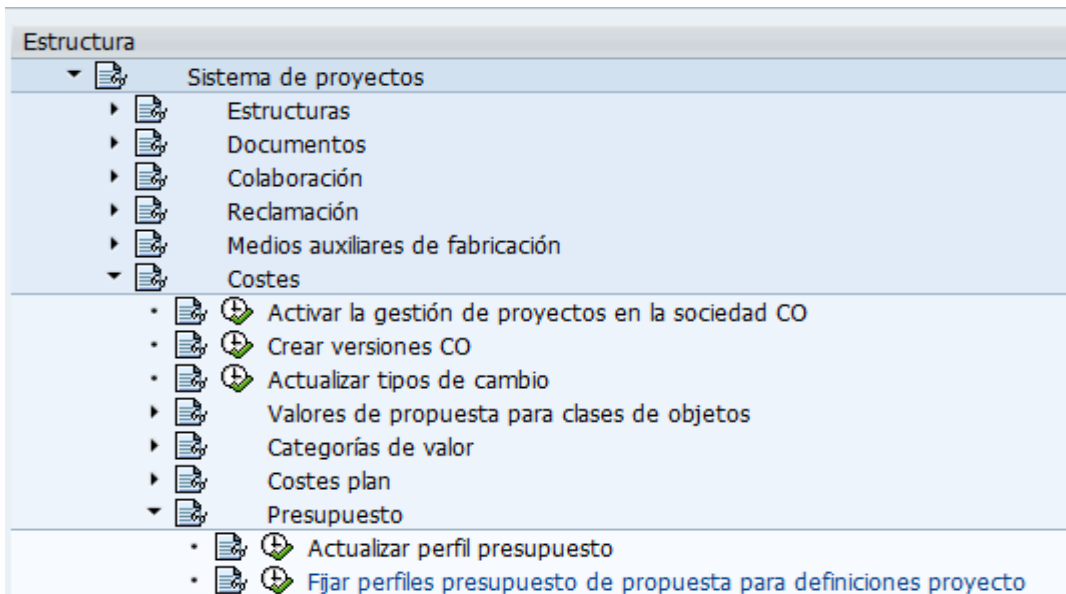 Estructura
Sistema de proyectos
Estructuras
Documentos
Colaboración
Reclamación
Medios auxiliares de fabricación
Costes
Activar la gestión de proyectos en la sociedad CO
Crear versiones CO
Actualizar tipos de cambio
Valores de propuesta para clases de objetos
Categorías de valor
Costes plan
Presupuesto
Actualizar perfil presupuesto
Fijar perfiles presupuesto de propuesta para definiciones proyecto